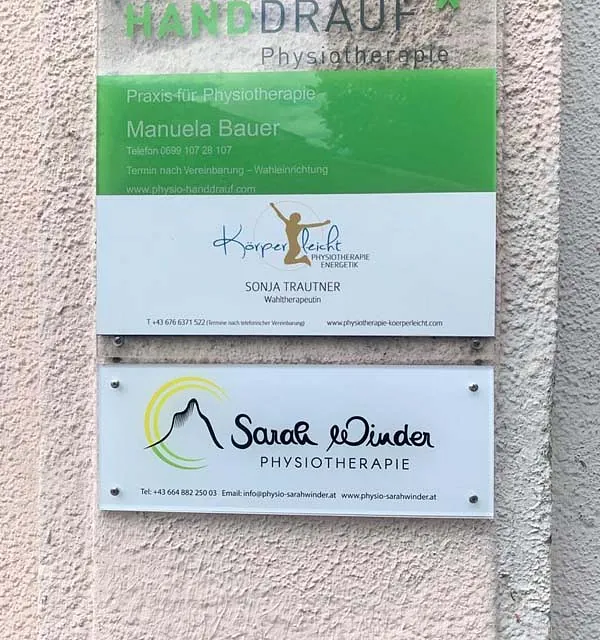 HANDDRAUF
Physiotherapie
Praxis für Physiotherapie
Manuela Bauer
Telefon 0699 107 28 107
Termin nach Vereinbarung – Wahleinrichtung
www.physio-handdrauf.com
Körperleicht
PHYSIOTHERAPIE
ENERGETIK
SONJA TRAUTNER
Wahltherapeutin
T +43 676 6371 522 (Termine nach telefonischer Vereinbarung) www.physiotherapie-koerperleicht.com
Sarah Winder
PHYSIOTHERAPIE
Tel: +43 664 882 250 03 Email: info@physio-sarahwinder.at www.physio-sarahwinder.at